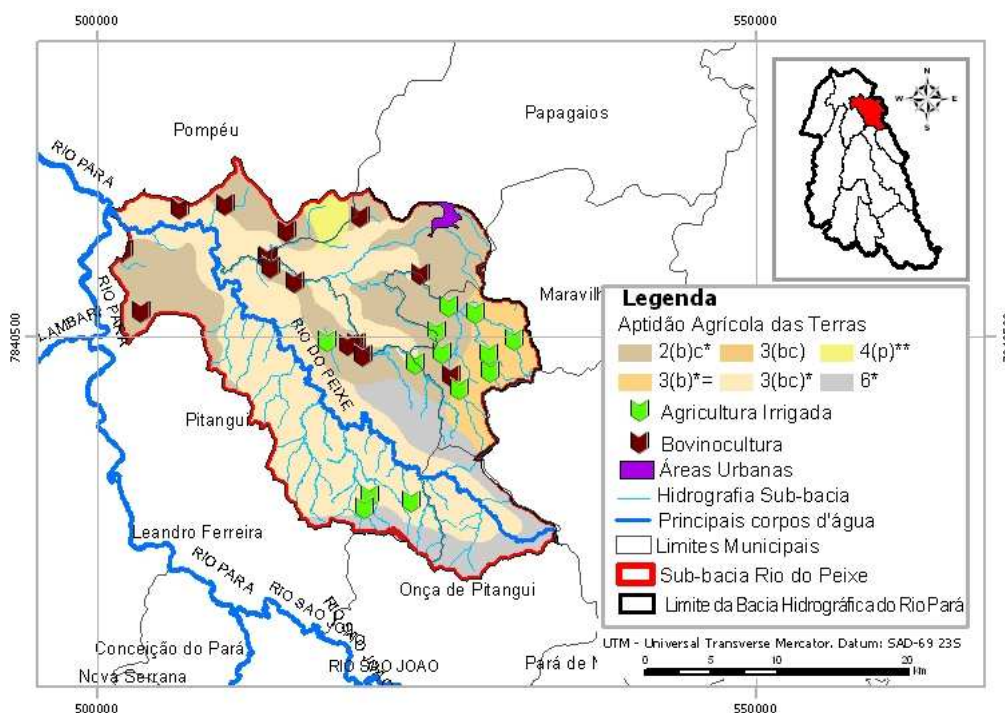 500000
550000
Pompéu
Papagaios
N
W
E
S
RIO PARA
Maravilh
RIO PARA
LAMBARI
7840500
RIO DO PEIXE
Pitangui
Leandro Ferreira
RIO PARA
RIO SAO JOAO
Onça de Pitangui
Conceição do Pará
RIO SAO JOAO
Nova Serrana
Pará de
Legenda
Aptidão Agrícola das Terras
2(b)c* 3(bc) 4(p)**
3(b)*= 3(bc)* 6*
Agricultura Irrigada
Bovinocultura
Áreas Urbanas
Hidrografia Sub-bacia
Principais corpos d'água
Limites Municipais
Sub-bacia Rio do Peixe
Limite da Bacia Hidrográfica do Rio Pará
UTM - Universal Transverse Mercator. Datum: SAD-69 23S
0 5 10 20
Km
500000
550000